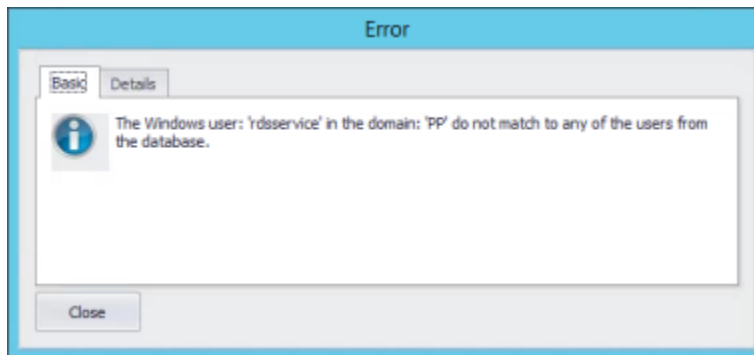 Error
Basic Details
The Windows user: 'rdsservice' in the domain: 'PP' do not match to any of the users from
the database.
Close